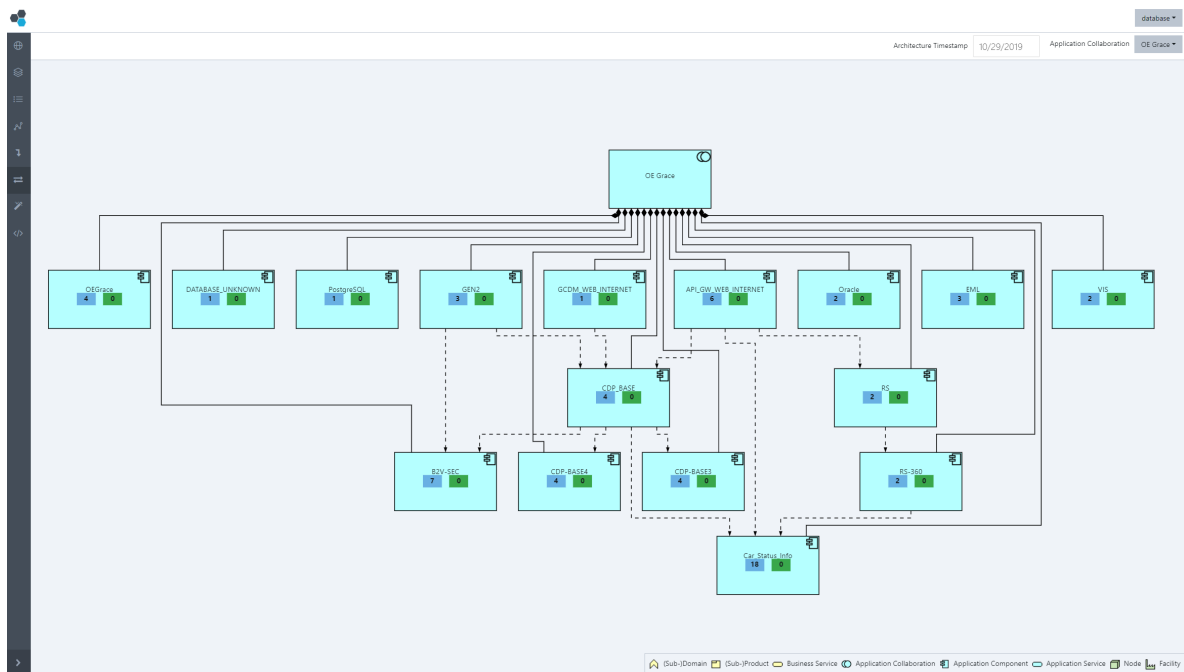 database
Architecture Timestamp 10/29/2019 Application Collaboration OE Grace
OE Grace
OEGrace
4 0
DATABASE_UNKNOWN
1 0
PostgreSQL
1 0
GEN2
3 0
GCDM_WEB_INTERNET
1 0
API_GW_WEB_INTERNET
6 0
Oracle
2 0
EML
3 0
VIS
2 0
CDP_BASE
4 0
RS
2 0
B2V-SEC
7 0
CDP-BASE4
4 0
CDP-BASE3
4 0
RS-360
2 0
Car_Status_Info
18 0
(Sub-)Domain (Sub-)Product Business Service Application Collaboration Application Component Application Service Node Facility